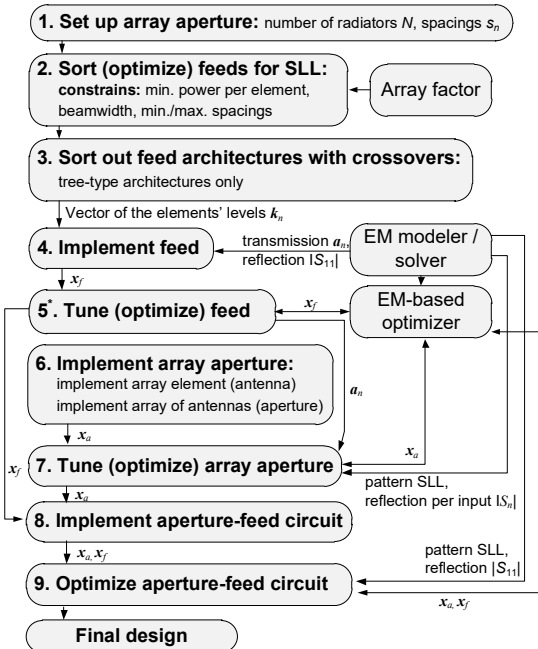 1. Set up array aperture: number of radiators N, spacings sn
2. Sort (optimize) feeds for SLL:
constrains: min. power per element,
beamwidth, min./max. spacings
Array factor
3. Sort out feed architectures with crossovers:
tree-type architectures only
Vector of the elements' levels kn
4. Implement feed
transmission an,
reflection |S11|
EM modeler /
solver
xf
5*. Tune (optimize) feed
xf
EM-based
optimizer
6. Implement array aperture:
implement array element (antenna)
implement array of antennas (aperture)
an
xa
xf
7. Tune (optimize) array aperture
xa
pattern SLL,
reflection per input |Sn|
xa
8. Implement aperture-feed circuit
xa, xf
pattern SLL,
reflection |S11|
9. Optimize aperture-feed circuit
xa, xf
Final design